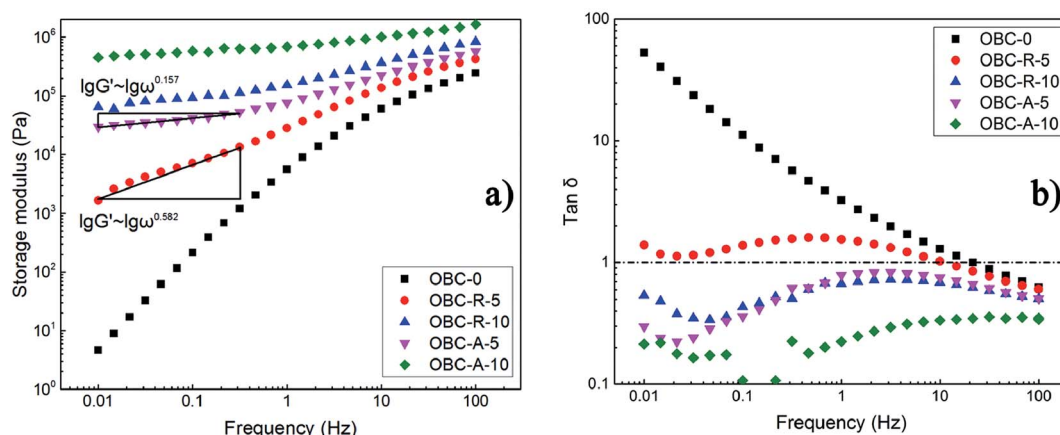 10⁶
10⁵
10⁴
10³
10²
10¹
10⁰
Storage modulus (Pa)
lgG'~lgω^0.157
lgG'~lgω^0.582
a)
OBC-0
OBC-R-5
OBC-R-10
OBC-A-5
OBC-A-10
0.01 0.1 1 10 100
Frequency (Hz)
100
10
1
0.1
Tan δ
b)
OBC-0
OBC-R-5
OBC-R-10
OBC-A-5
OBC-A-10
0.01 0.1 1 10 100
Frequency (Hz)